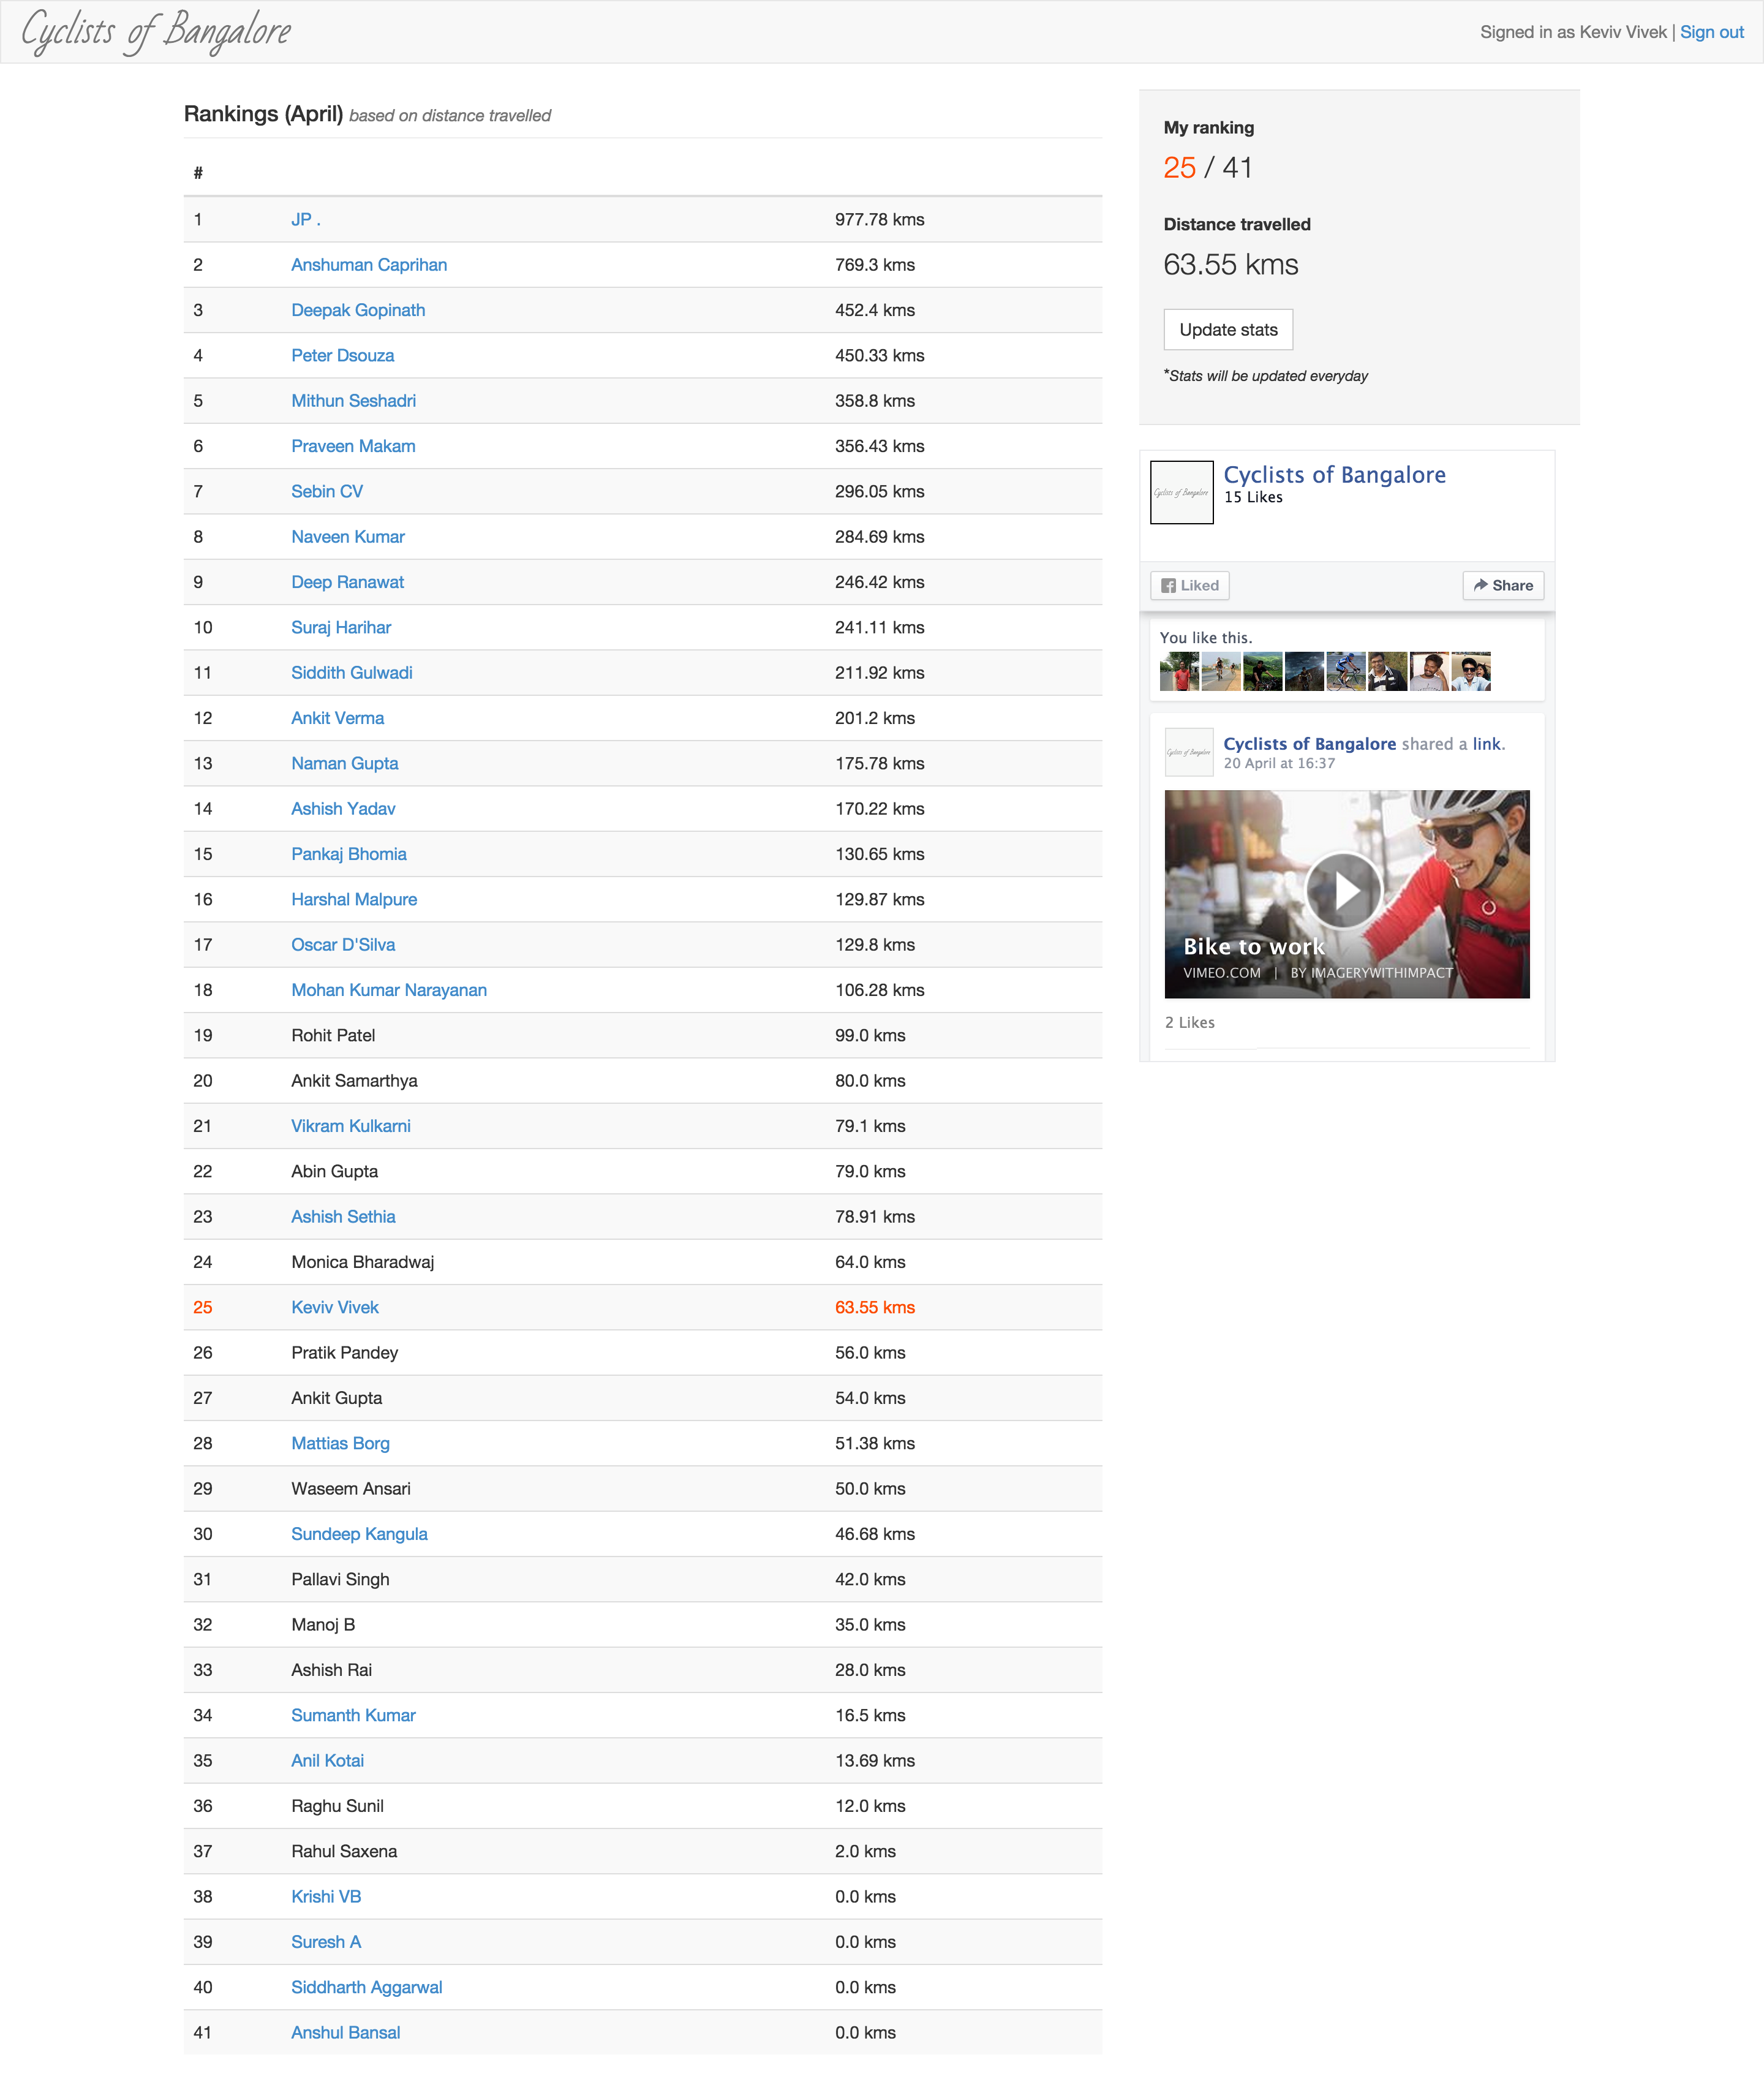 Cyclists of Bangalore
Signed in as Keviv Vivek | Sign out
Rankings (April) based on distance travelled
#
1 JP . 977.78 kms
2 Anshuman Caprihan 769.3 kms
3 Deepak Gopinath 452.4 kms
4 Peter Dsouza 450.33 kms
5 Mithun Seshadri 358.8 kms
6 Praveen Makam 356.43 kms
7 Sebin CV 296.05 kms
8 Naveen Kumar 284.69 kms
9 Deep Ranawat 246.42 kms
10 Suraj Harihar 241.11 kms
11 Siddith Gulwadi 211.92 kms
12 Ankit Verma 201.2 kms
13 Naman Gupta 175.78 kms
14 Ashish Yadav 170.22 kms
15 Pankaj Bhomia 130.65 kms
16 Harshal Malpure 129.87 kms
17 Oscar D'Silva 129.8 kms
18 Mohan Kumar Narayanan 106.28 kms
19 Rohit Patel 99.0 kms
20 Ankit Samarthya 80.0 kms
21 Vikram Kulkarni 79.1 kms
22 Abin Gupta 79.0 kms
23 Ashish Sethia 78.91 kms
24 Monica Bharadwaj 64.0 kms
25 Keviv Vivek 63.55 kms
26 Pratik Pandey 56.0 kms
27 Ankit Gupta 54.0 kms
28 Mattias Borg 51.38 kms
29 Waseem Ansari 50.0 kms
30 Sundeep Kangula 46.68 kms
31 Pallavi Singh 42.0 kms
32 Manoj B 35.0 kms
33 Ashish Rai 28.0 kms
34 Sumanth Kumar 16.5 kms
35 Anil Kotai 13.69 kms
36 Raghu Sunil 12.0 kms
37 Rahul Saxena 2.0 kms
38 Krishi VB 0.0 kms
39 Suresh A 0.0 kms
40 Siddharth Aggarwal 0.0 kms
41 Anshul Bansal 0.0 kms
My ranking
25 / 41
Distance travelled
63.55 kms
Update stats
*Stats will be updated everyday
Cyclists of Bangalore
Cyclists of Bangalore
15 Likes
Liked
Share
You like this.
Cyclists of Bangalore
Cyclists of Bangalore shared a link.
20 April at 16:37
Bike to work
VIMEO.COM | BY IMAGERYWITHIMPACT
2 Likes